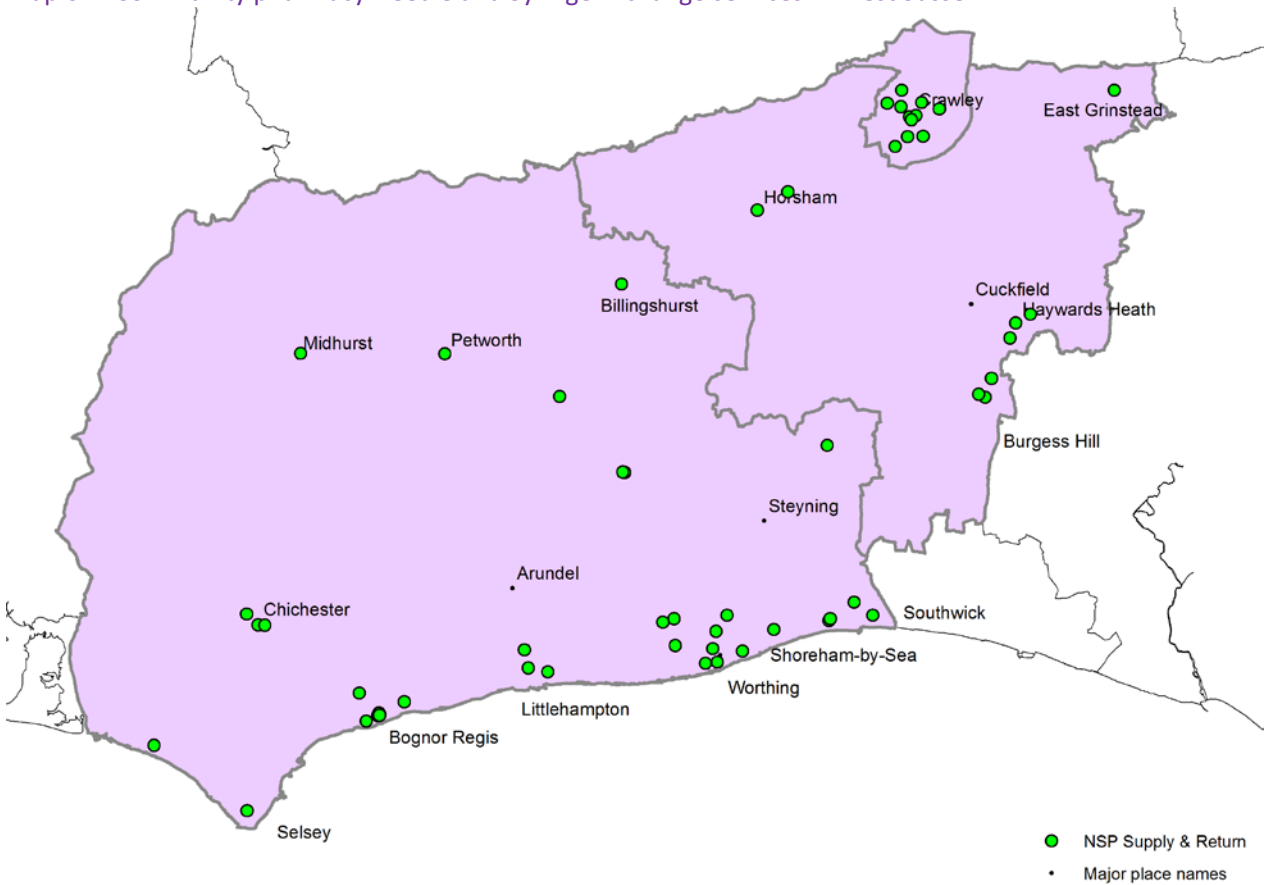 Crawley
East Grinstead
Horsham
Cuckfield
Haywards Heath
Billingshurst
Midhurst
Petworth
Burgess Hill
Steyning
Arundel
Chichester
Southwick
Shoreham-by-Sea
Worthing
Littlehampton
Bognor Regis
Selsey
NSP Supply & Return
Major place names